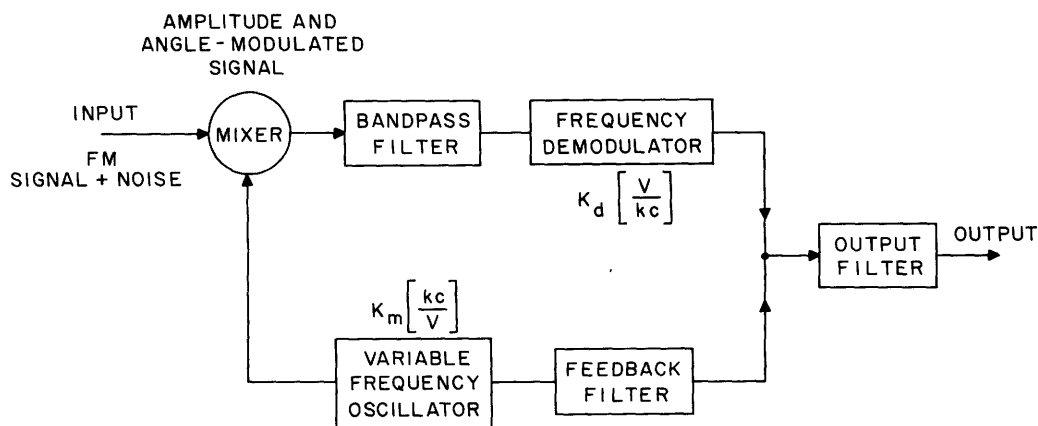 AMPLITUDE AND
ANGLE-MODULATED
SIGNAL
INPUT
FM
SIGNAL + NOISE
MIXER
BANDPASS
FILTER
FREQUENCY
DEMODULATOR
K_d [V/kc]
OUTPUT
FILTER
OUTPUT
K_m [kc/V]
VARIABLE
FREQUENCY
OSCILLATOR
FEEDBACK
FILTER